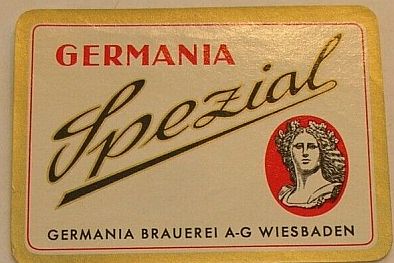 GERMANIA
Spezial
GERMANIA BRAUEREI A-G WIESBADEN